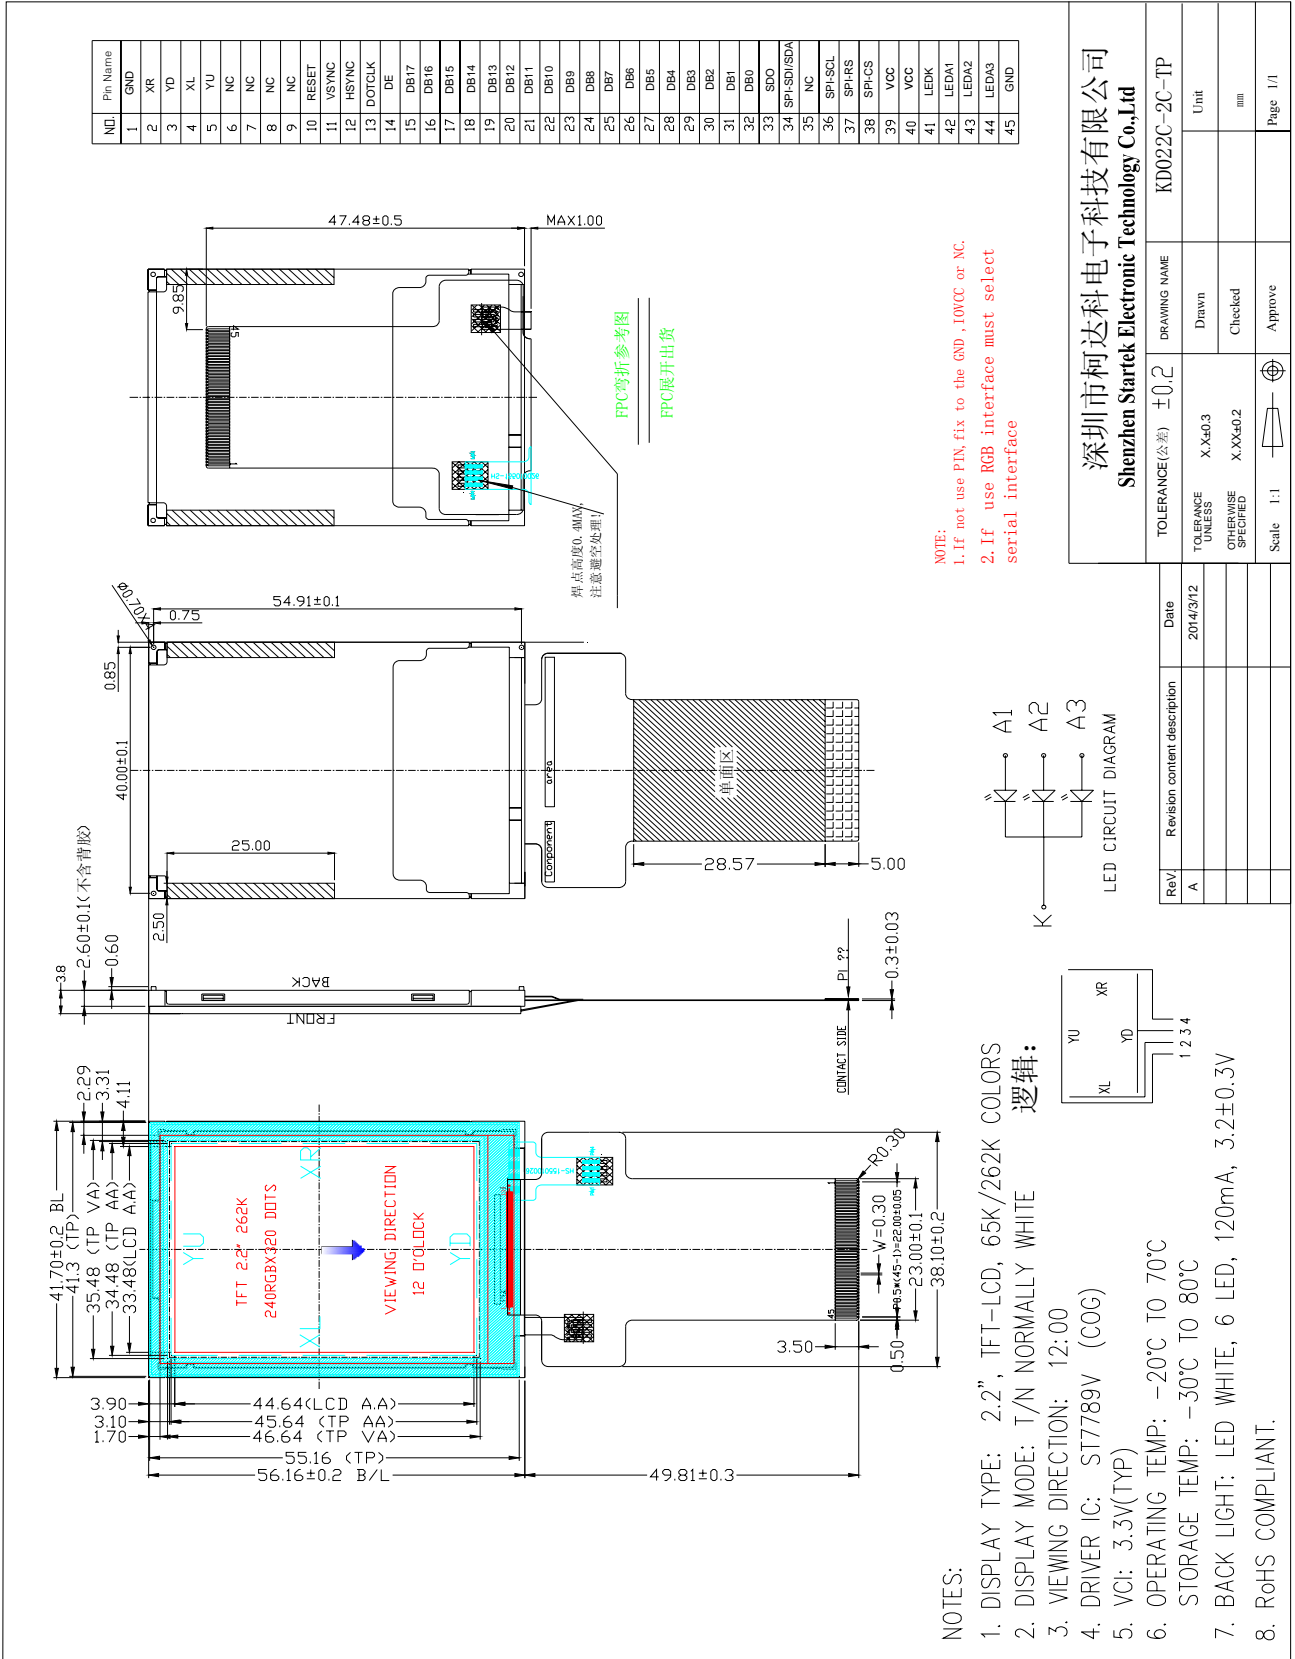 NO. Pin Name
1 GND
2 XR
3 YD
4 XL
5 YU
6 NC
7 NC
8 NC
9 NC
10 RESET
11 VSYNC
12 HSYNC
13 DOTCLK
14 DE
15 DB17
16 DB16
17 DB15
18 DB14
19 DB13
20 DB12
21 DB11
22 DB10
23 DB9
24 DB8
25 DB7
26 DB6
27 DB5
28 DB4
29 DB3
30 DB2
31 DB1
32 DB0
33 SDO
34 SPI-SDI/SDA
35 NC
36 SPI-SCL
37 SPI-RS
38 SPI-CS
39 VCC
40 VCC
41 LEDK
42 LEDA1
43 LEDA2
44 LEDA3
45 GND
47.48±0.5
MAX1.00
9.85
45
1
焊点高度0.4MAX,
注意避空处理!
FPC弯折参考图
FPC展开出货
NOTE:
1.If not use PIN,fix to the GND ,IOVCC or NC.
2.If use RGB interface must select
serial interface
54.91±0.1
0.75
0.85
40.00±0.1
25.00
2.50
Conponent area
单面区
28.57
5.00
3.8
2.60±0.1(不含背胶)
0.60
BACK
FRONT
PI ??
CONTACT SIDE
0.3±0.03
41.70±0.2 BL
41.3 (TP)
35.48 (TP VA)
34.48 (TP AA)
33.48(LCD A.A)
2.29
3.31
4.11
YU
XR
XL
YD
TFT 2.2" 262K
240RGBX320 DOTS
VIEWING DIRECTION
12 O'CLOCK
3.90
3.10
1.70
44.64(LCD A.A)
45.64 (TP AA)
46.64 (TP VA)
55.16 (TP)
56.16±0.2 B/L
49.81±0.3
R0.30
W=0.30
P0.5*(45-1)=22.00±0.05
23.00±0.1
38.10±0.2
3.50
0.50
45
1
A1
A2
A3
K
LED CIRCUIT DIAGRAM
逻辑:
YU
XR
XL
YD
1 2 3 4
NOTES:
1. DISPLAY TYPE: 2.2", TFT-LCD, 65K/262K COLORS
2. DISPLAY MODE: T/N NORMALLY WHITE
3. VIEWING DIRECTION: 12:00
4. DRIVER IC: ST7789V (COG)
5. VCI: 3.3V(TYP)
6. OPERATING TEMP: -20°C TO 70°C
STORAGE TEMP: -30°C TO 80°C
7. BACK LIGHT: LED WHITE, 6 LED, 120mA, 3.2±0.3V
8. RoHS COMPLIANT.
深圳市柯达科电子科技有限公司
Shenzhen Startek Electronic Technology Co.,Ltd
TOLERANCE(公差) ±0.2
DRAWING NAME
KD022C-2C-TP
TOLERANCE
UNLESS
OTHERWISE
SPECIFIED
X.X±0.3
X.XX±0.2
Drawn
Unit
Checked
mm
Scale 1:1
Approve
Page 1/1
ReV. Revision content description Date
A 2014/3/12